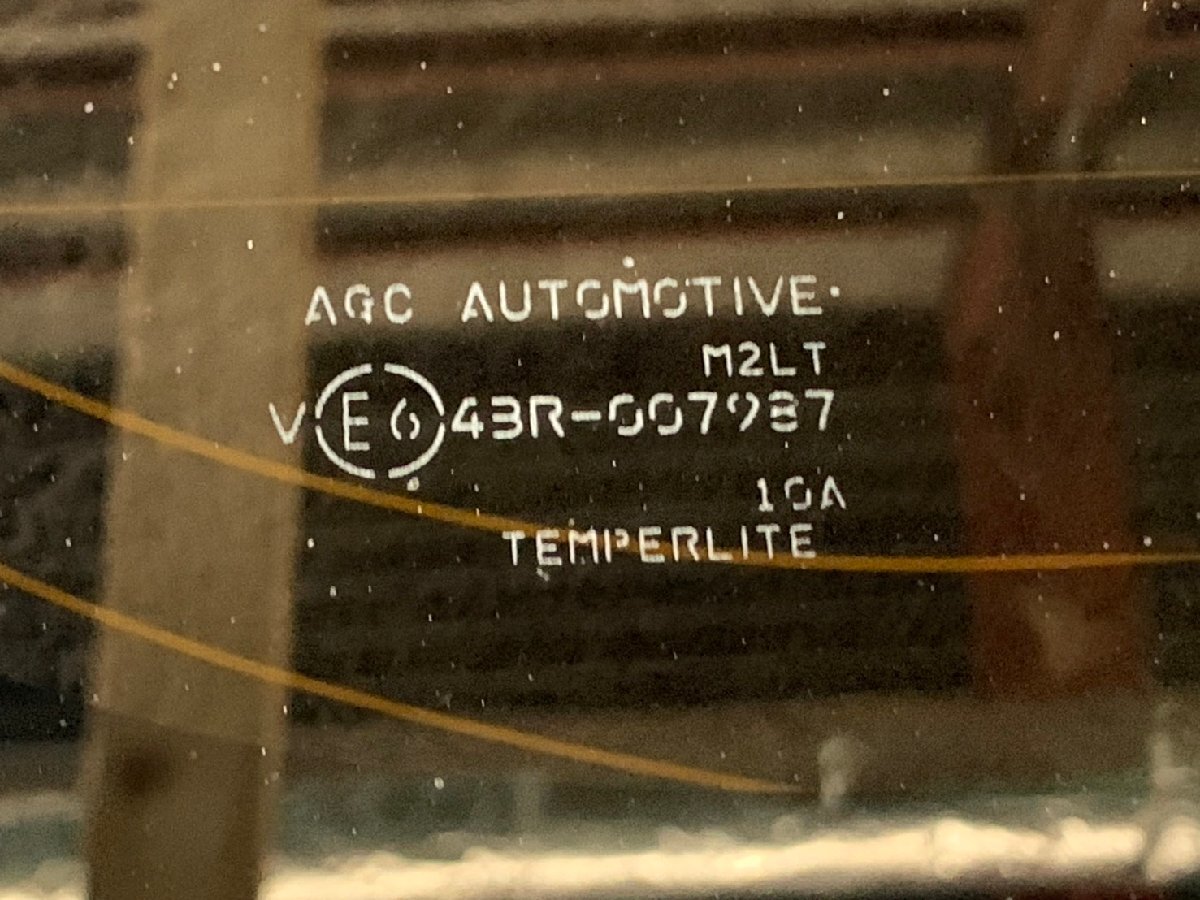 AGC AUTOMOTIVE
M2LT
V E6 43R-007987
10A
TEMPERLITE